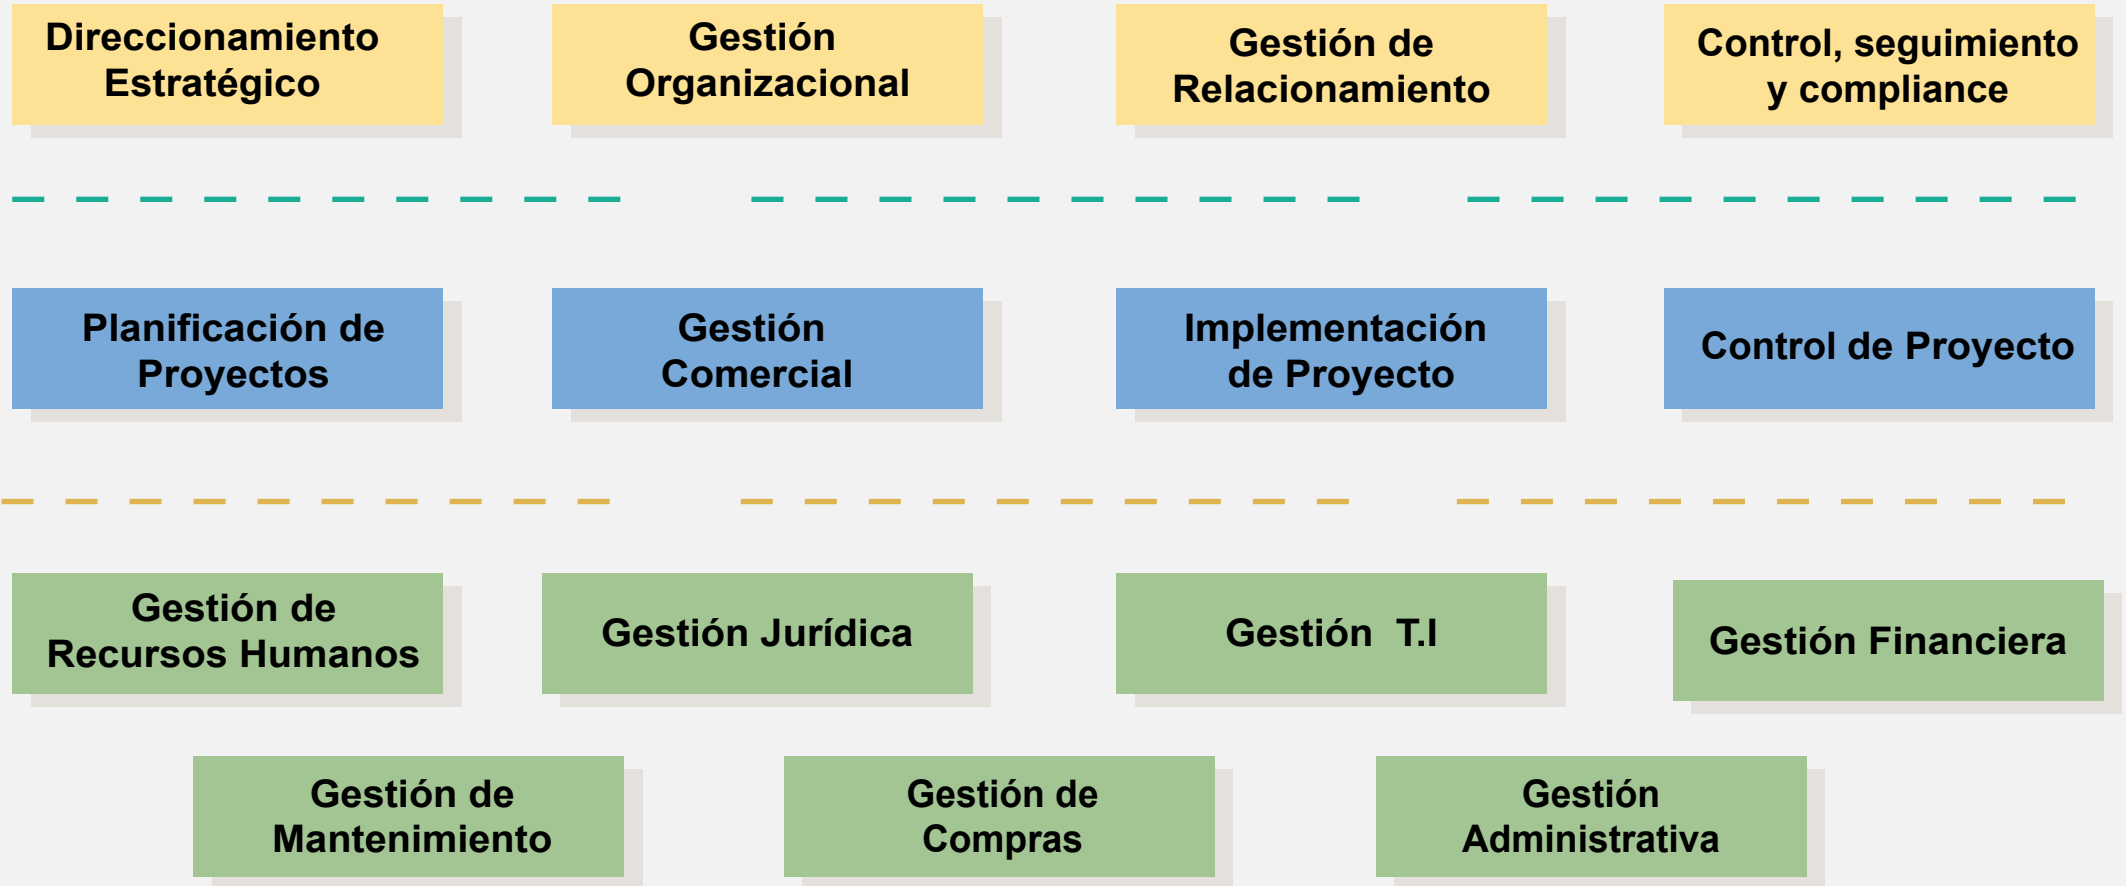 Direccionamiento
Estratégico
Gestión
Organizacional
Gestión de
Relacionamiento
Control, seguimiento
y compliance
Planificación de
Proyectos
Gestión
Comercial
Implementación
de Proyecto
Control de Proyecto
Gestión de
Recursos Humanos
Gestión Jurídica
Gestión T.I
Gestión Financiera
Gestión de
Mantenimiento
Gestión de
Compras
Gestión
Administrativa